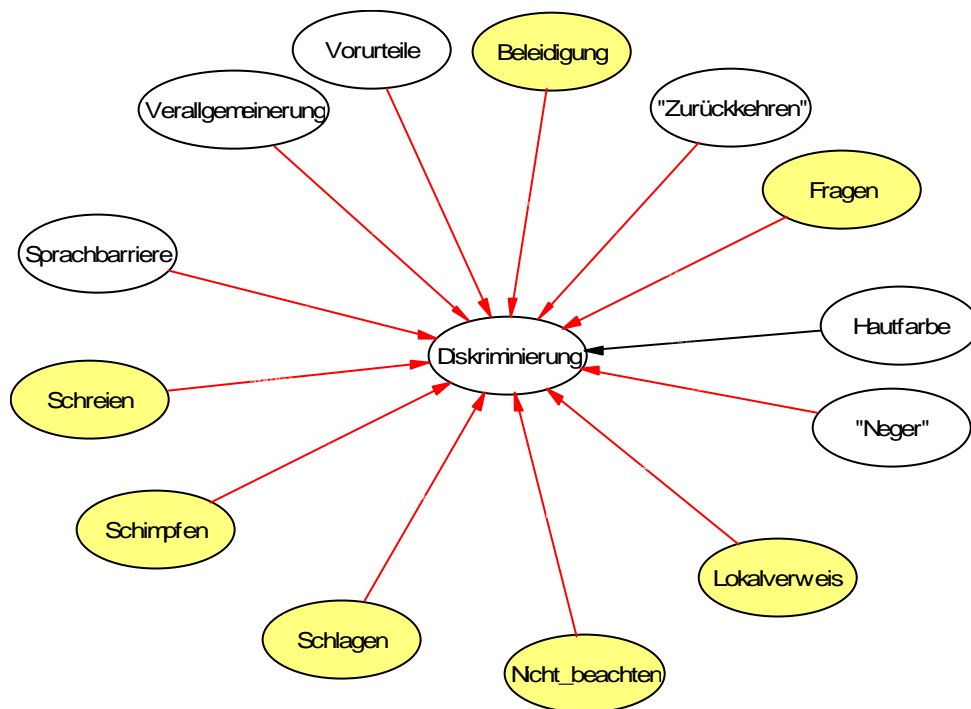 Vorurteile
Beleidigung
Verallgemeinerung
"Zurückkehren"
Fragen
Sprachbarriere
Hautfarbe
Diskriminierung
Schreien
"Neger"
Schimpfen
Lokalverweis
Schlagen
Nicht_beachten